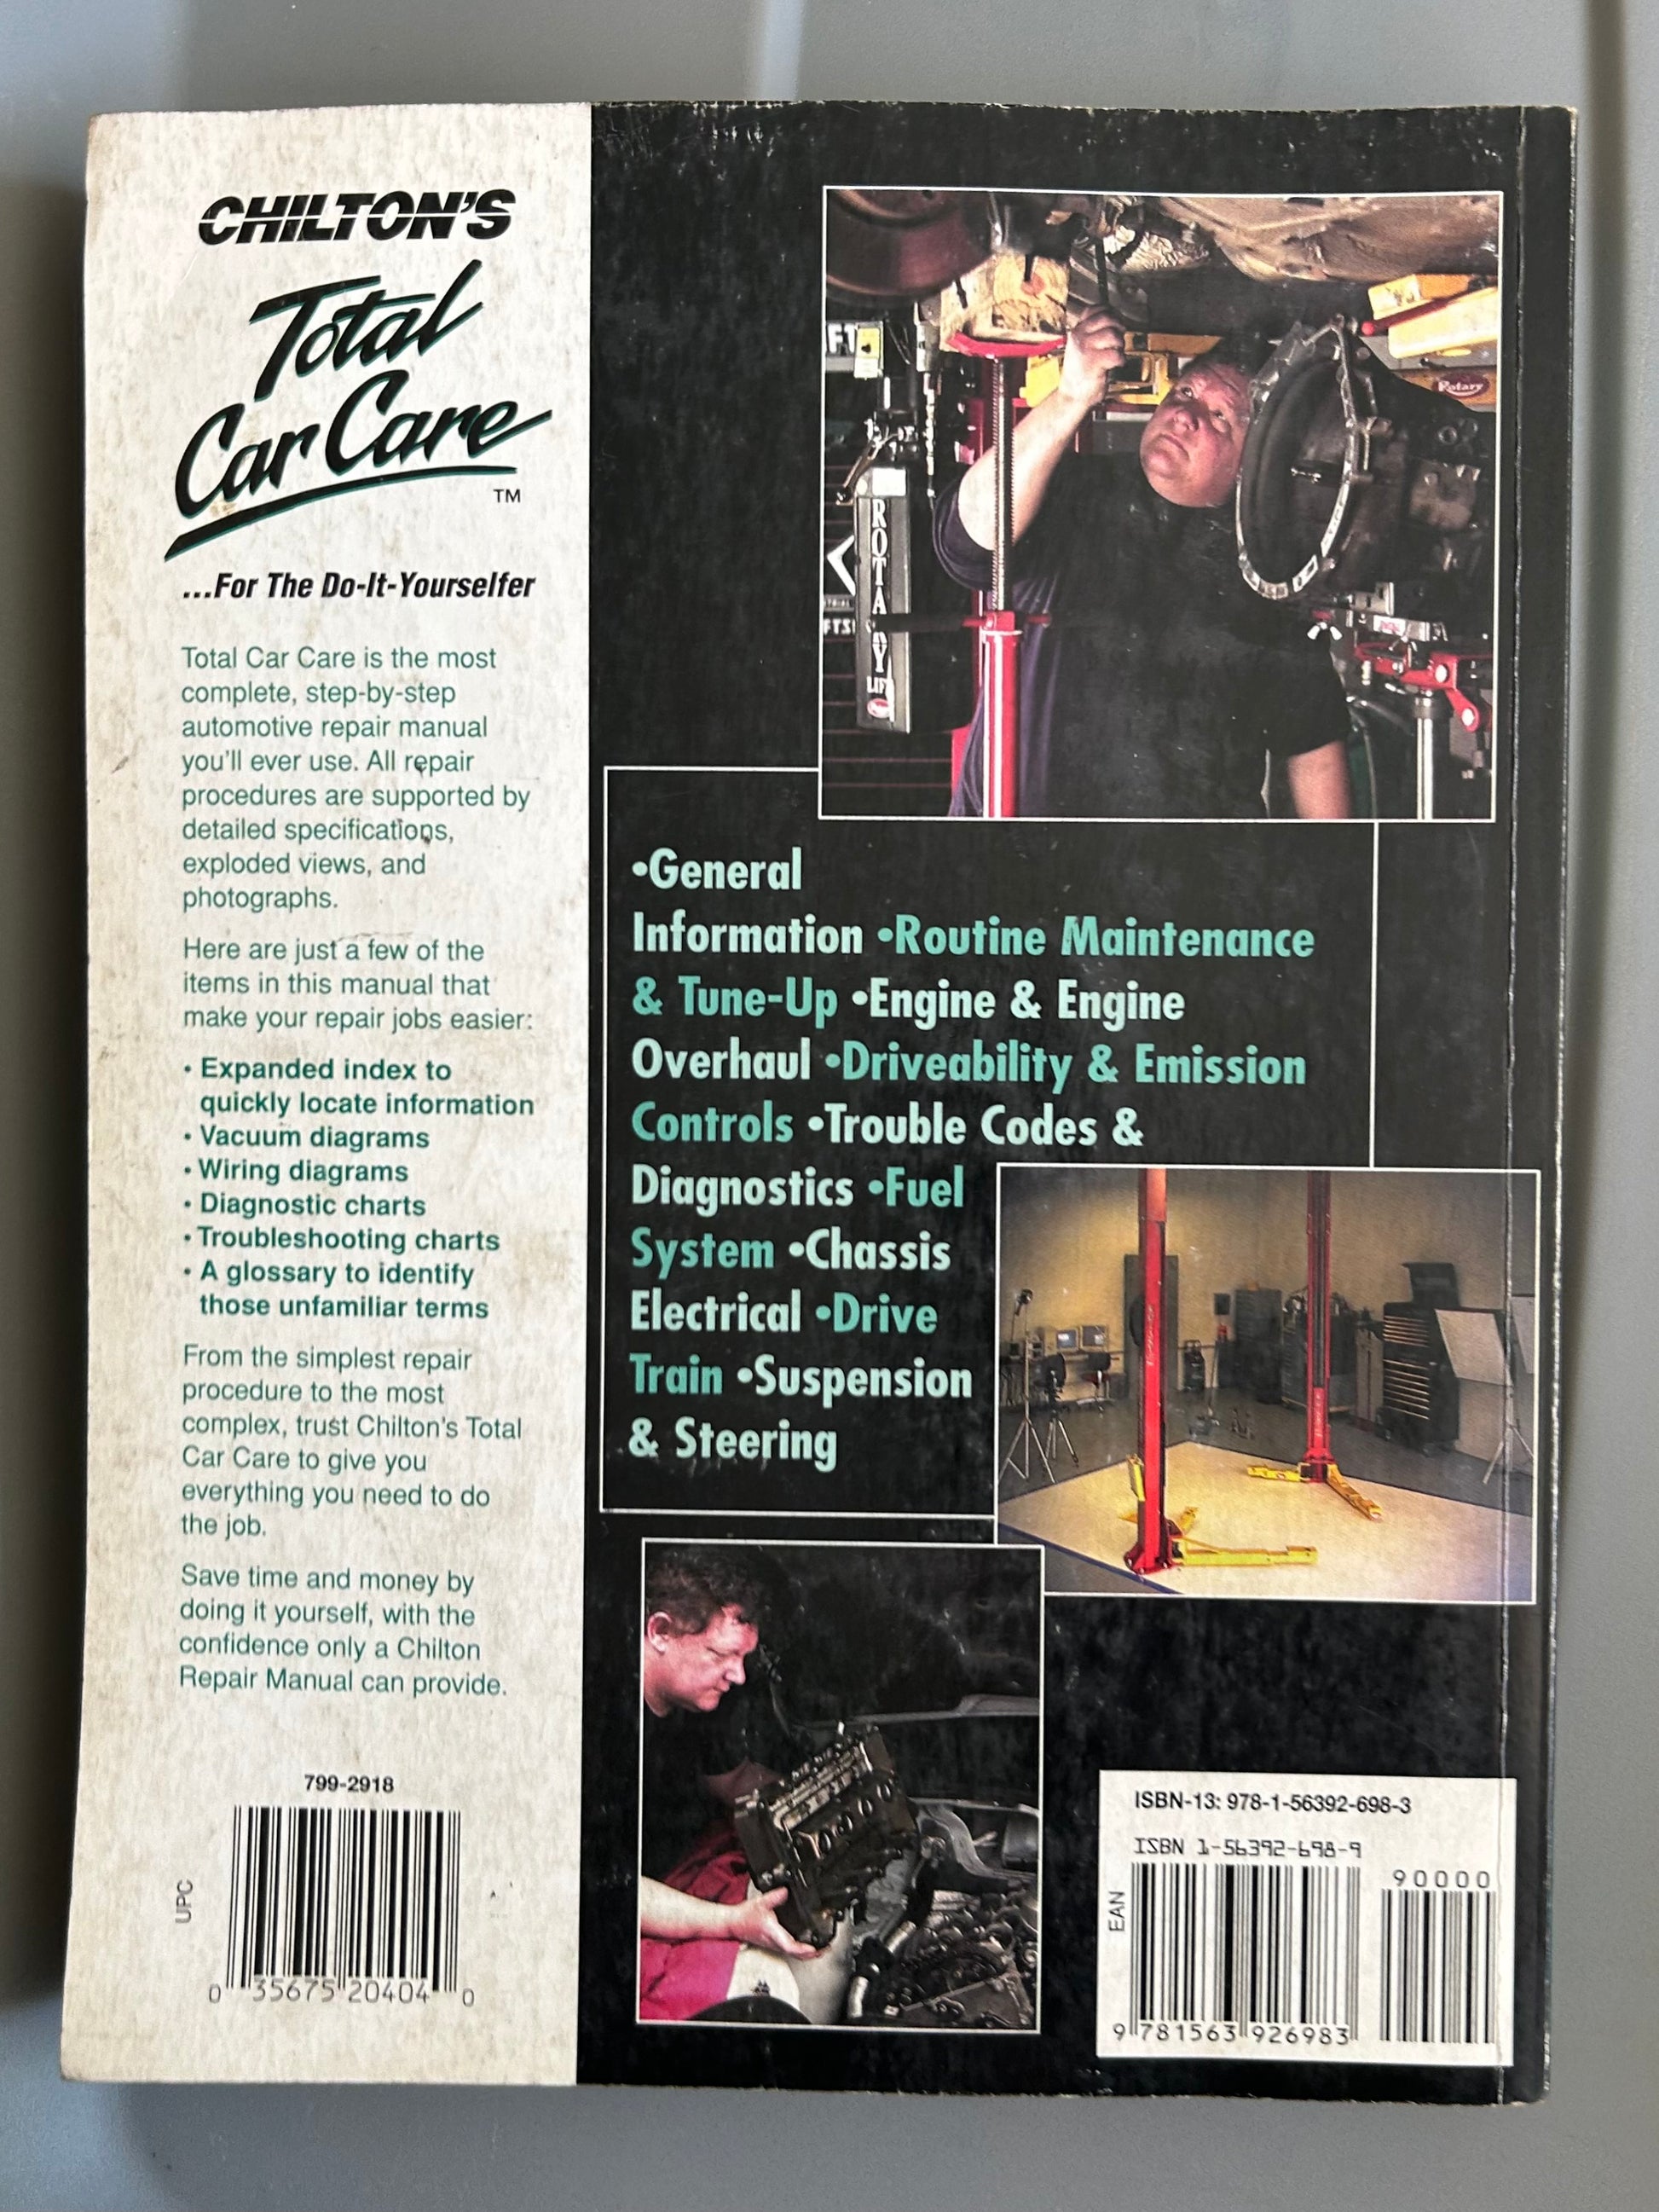 CHILTON'S
Total
Car Care
TM
...For The Do-It-Yourselfer
Total Car Care is the most
complete, step-by-step
automotive repair manual
you'll ever use. All repair
procedures are supported by
detailed specifications,
exploded views, and
photographs.
Here are just a few of the
items in this manual that
make your repair jobs easier:
• Expanded index to
quickly locate information
• Vacuum diagrams
• Wiring diagrams
• Diagnostic charts
• Troubleshooting charts
• A glossary to identify
those unfamiliar terms
From the simplest repair
procedure to the most
complex, trust Chilton's Total
Car Care to give you
everything you need to do
the job.
Save time and money by
doing it yourself, with the
confidence only a Chilton
Repair Manual can provide.
799-2918
UPC
0 35675 20404 0
Rotary
ROTARY
LIFT
•General
Information •Routine Maintenance
& Tune-Up •Engine & Engine
Overhaul •Driveability & Emission
Controls •Trouble Codes &
Diagnostics •Fuel
System •Chassis
Electrical •Drive
Train •Suspension
& Steering
ISBN-13: 978-1-56392-698-3
ISBN 1-56392-698-9
90000
EAN
9 781563 926983